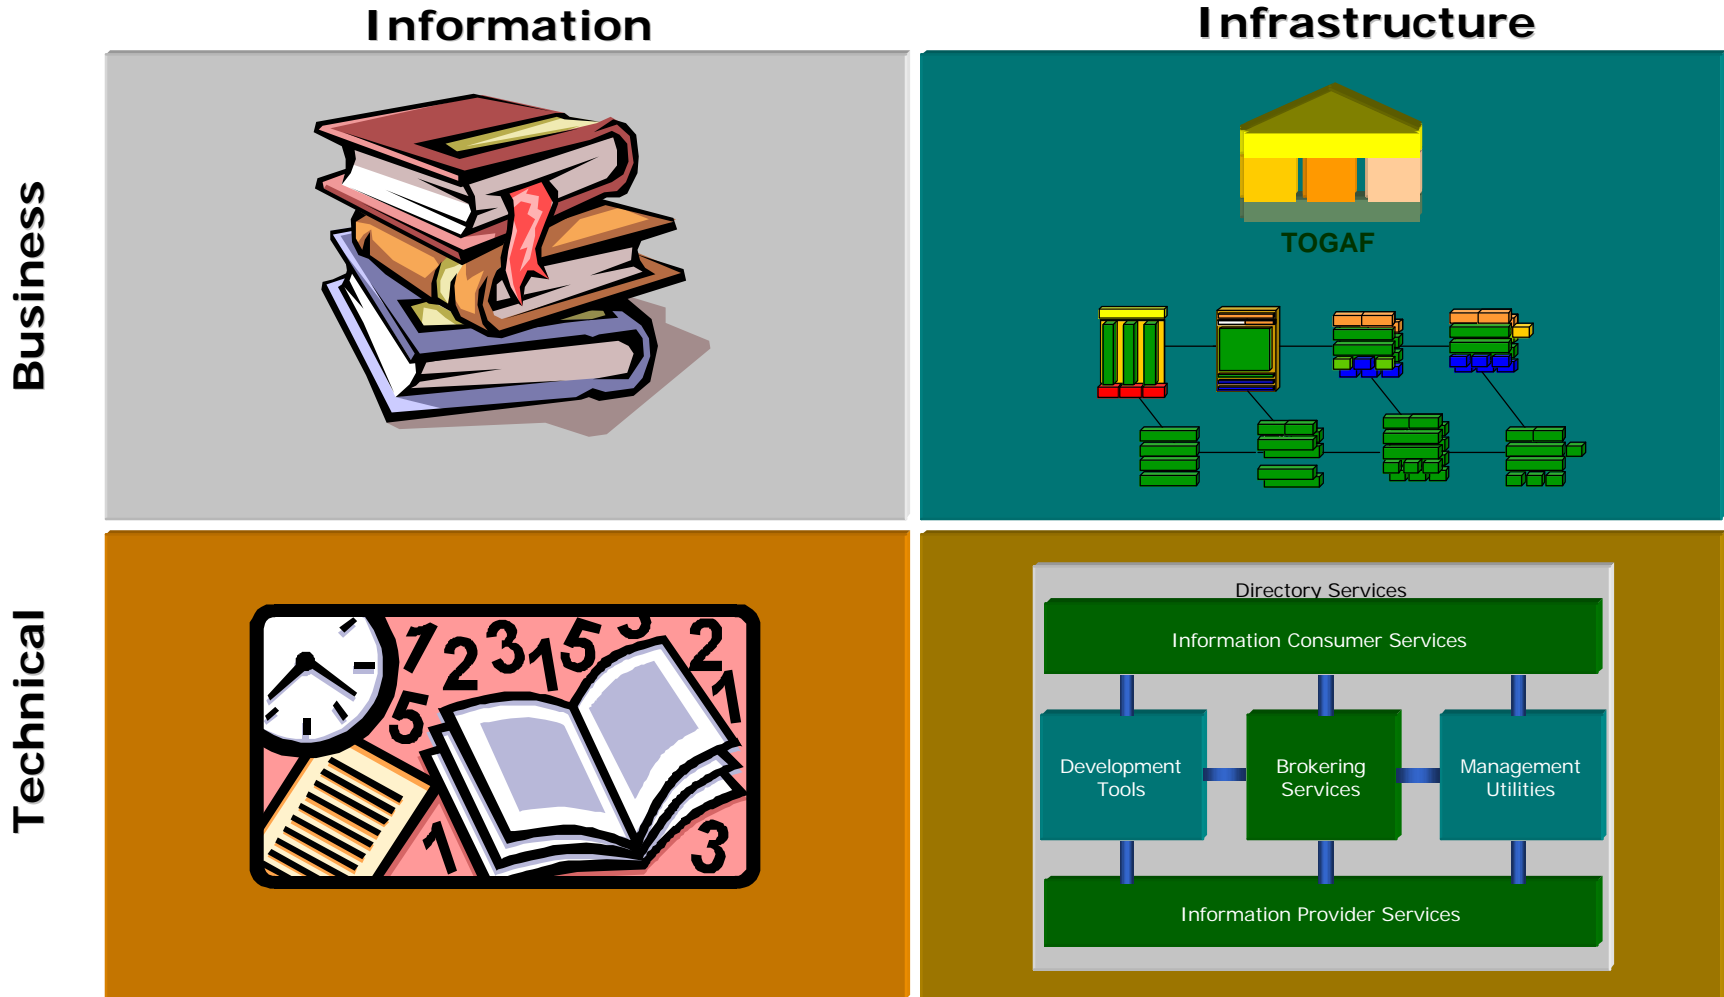 Information
Infrastructure
Business
TOGAF
Technical
1 2 3 1 5 3 2
5 1
1 3
Directory Services
Information Consumer Services
Development
Tools
Brokering
Services
Management
Utilities
Information Provider Services